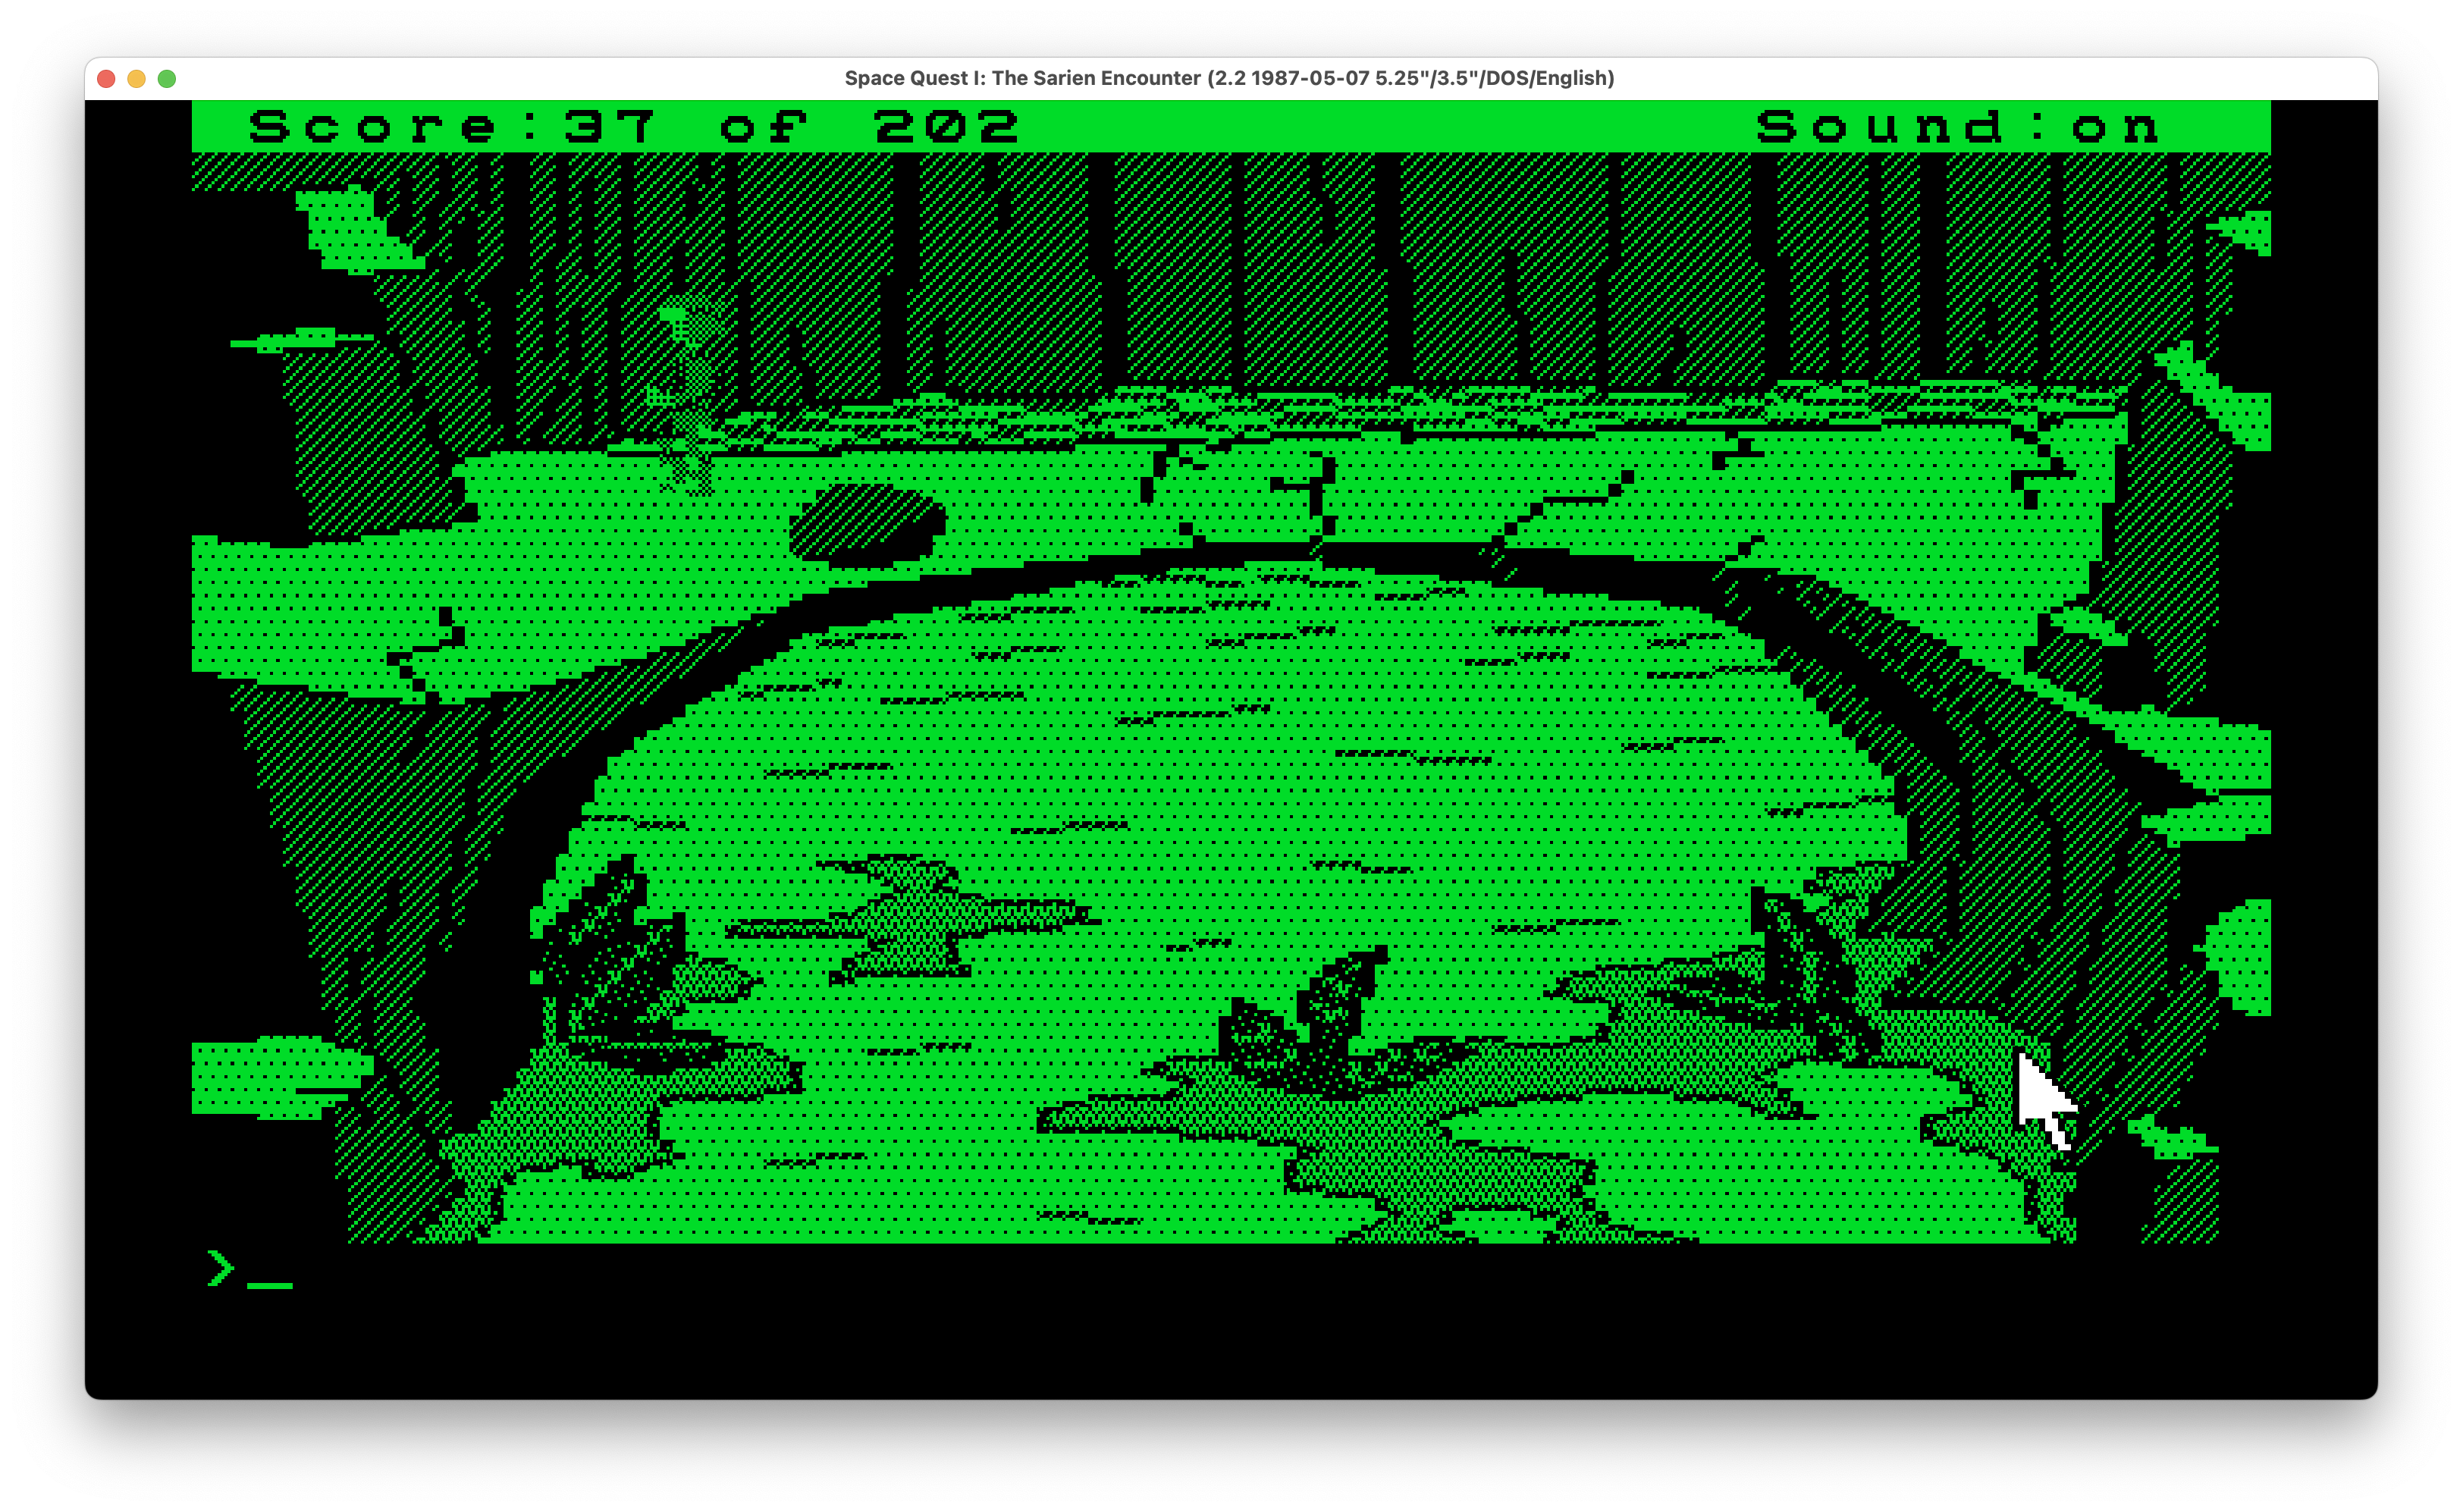 Space Quest I: The Sarien Encounter (2.2 1987-05-07 5.25"/3.5"/DOS/English)
Score:37 of 202 Sound:on
>_